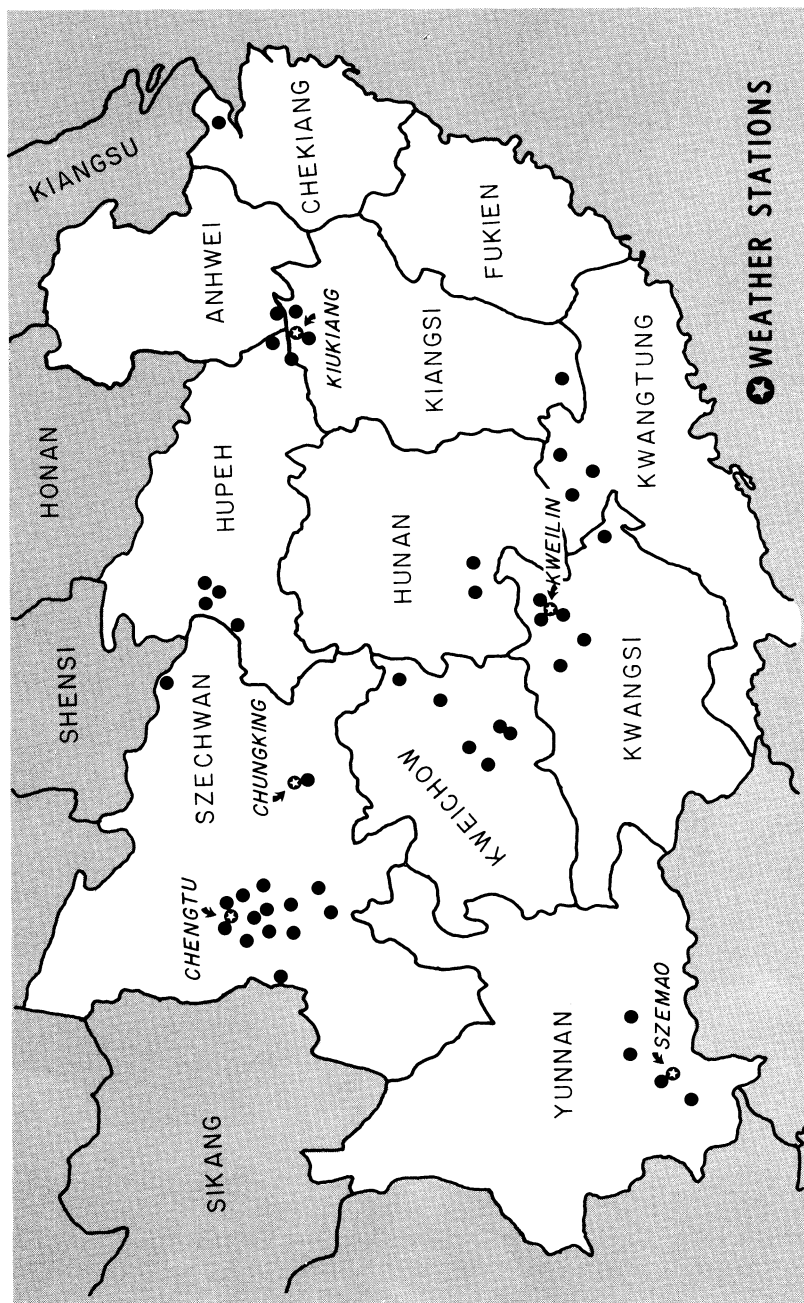 KIANGSU
CHEKIANG
ANHWEI
FUKIEN
KIUKIANG
KIANGSI
KWANGTUNG
HONAN
HUPEH
HUNAN
KWEILIN
SHENSI
SZECHWAN
CHUNGKING
KWEICHOW
KWANGSI
CHENGTU
SIKANG
YUNNAN
SZEMAO
WEATHER STATIONS